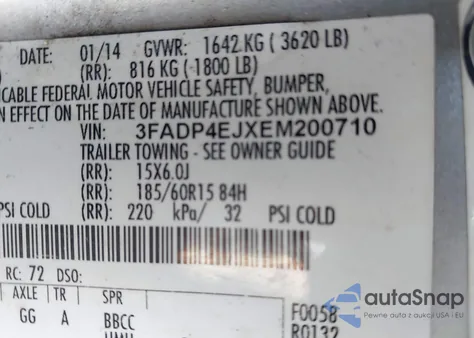 DATE: 01/14 GVWR: 1642 KG ( 3620 LB)
(RR): 816 KG ( 1800 LB)
CABLE FEDERAL MOTOR VEHICLE SAFETY, BUMPER,
EFFECT ON THE DATE OF MANUFACTURE SHOWN ABOVE.
VIN: 3FADP4EJXEM200710
TRAILER TOWING - SEE OWNER GUIDE
(RR): 15X6.0J
(RR): 185/60R15 84H
PSI COLD (RR): 220 kPa/ 32 PSI COLD
RC: 72 DSO:
AXLE TR SPR
GG A BBCC
F0058
R0132
autoSnap
Pewne auta z aukcji USA i EU